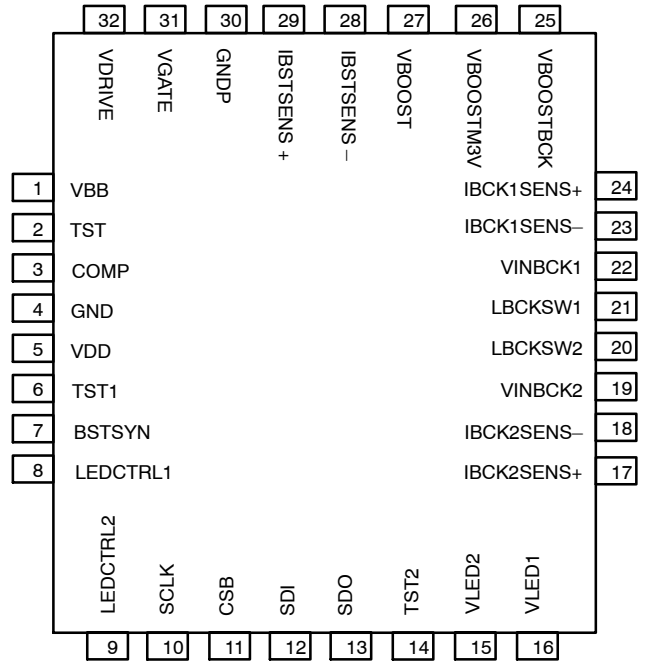 32 31 30 29 28 27 26 25
VDRIVE
VGATE
GNDP
IBSTSENS +
IBSTSENS −
VBOOST
VBOOSTM3V
VBOOSTBCK
1 VBB
2 TST
3 COMP
4 GND
5 VDD
6 TST1
7 BSTSYN
8 LEDCTRL1
IBCK1SENS+ 24
IBCK1SENS− 23
VINBCK1 22
LBCKSW1 21
LBCKSW2 20
VINBCK2 19
IBCK2SENS− 18
IBCK2SENS+ 17
LEDCTRL2
SCLK
CSB
SDI
SDO
TST2
VLED2
VLED1
9 10 11 12 13 14 15 16